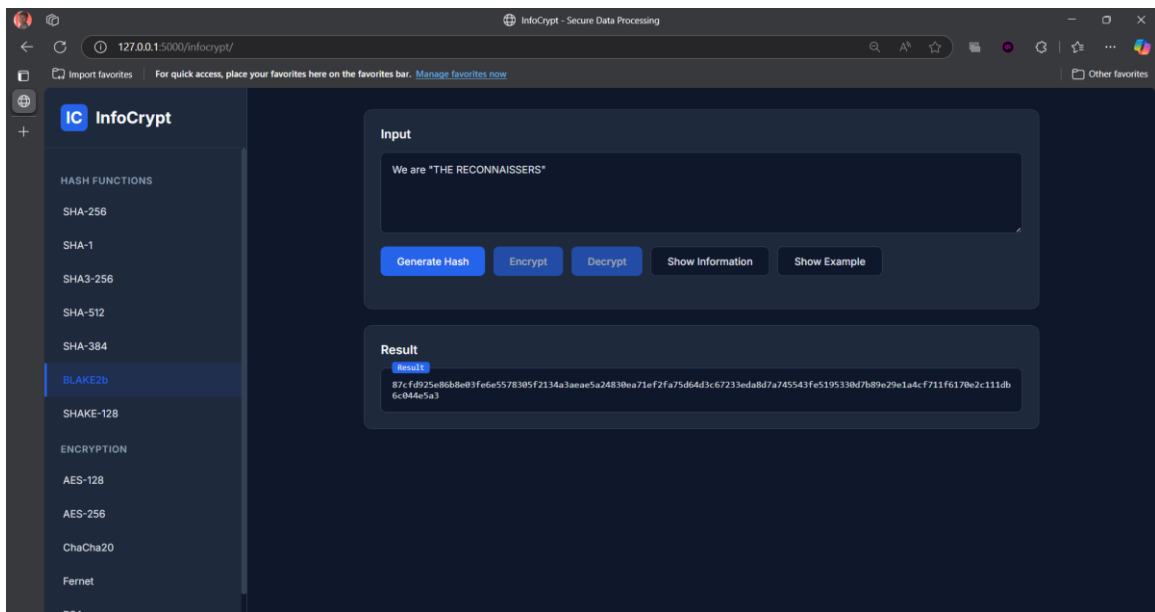 InfoCrypt - Secure Data Processing
127.0.0.1:5000/infocrypt/
Import favorites
For quick access, place your favorites here on the favorites bar. Manage favorites now
Other favorites
IC InfoCrypt
HASH FUNCTIONS
SHA-256
SHA-1
SHA3-256
SHA-512
SHA-384
BLAKE2b
SHAKE-128
ENCRYPTION
AES-128
AES-256
ChaCha20
Fernet
Input
We are "THE RECONNAISSERS"
Generate Hash Encrypt Decrypt Show Information Show Example
Result
Result
87cfd925e86b8e03fe6e5578305f2134a3aeae5a24830ea71ef2fa75d64d3c67233eda8d7a745543fe5195330d7b89e29e1a4cf711f6170e2c111db
6c044e5a3